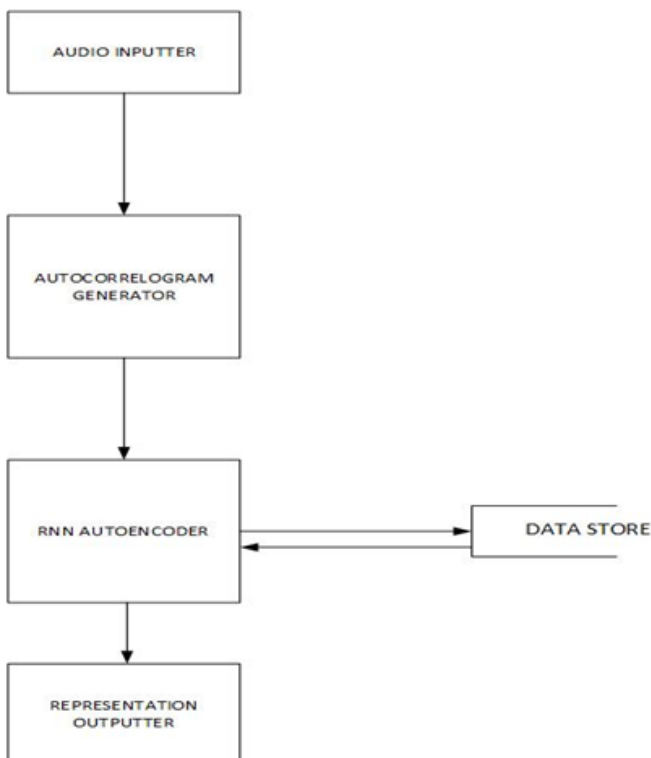 AUDIO INPUTTER
AUTOCORRELOGRAM
GENERATOR
RNN AUTOENCODER
DATA STORE
REPRESENTATION
OUTPUTTER